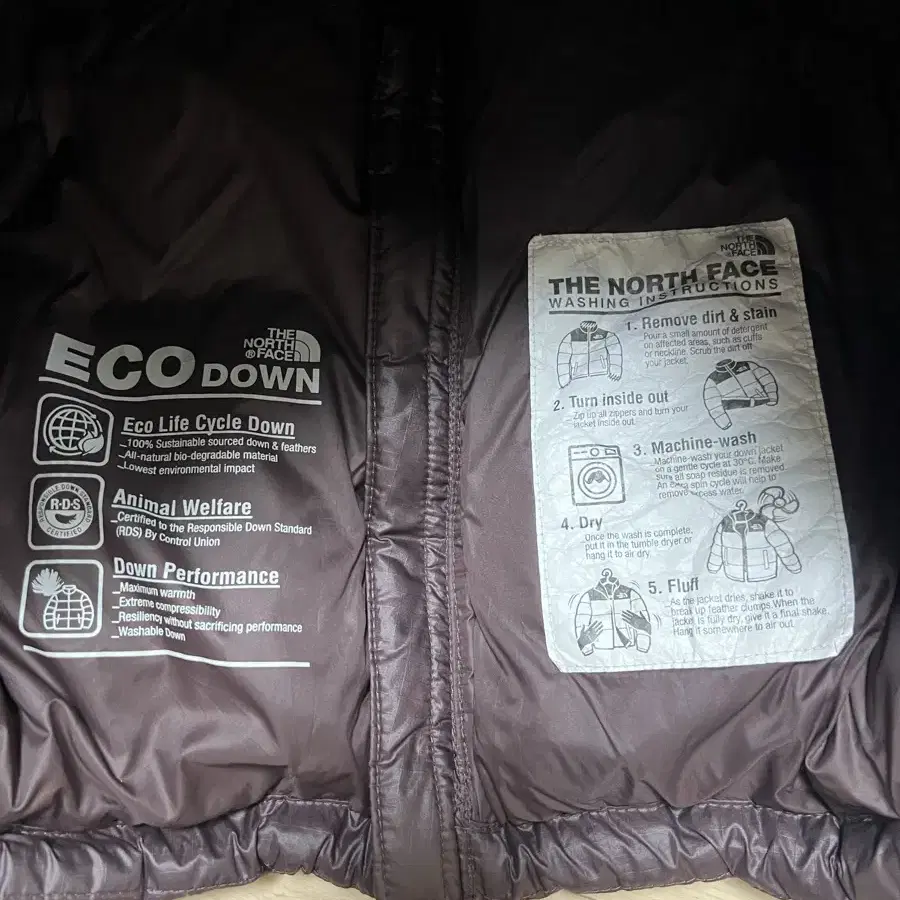 THE
NORTH
FACE
®
ECO DOWN
Eco Life Cycle Down
_100% Sustainable sourced down & feathers
_All-natural bio-degradable material
_Lowest environmental impact
RESPONSIBLE DOWN STANDARD
R·D·S
CERTIFIED
Animal Welfare
_Certified to the Responsible Down Standard
(RDS) By Control Union
Down Performance
_Maximum warmth
_Extreme compressibility
_Resiliency without sacrificing performance
_Washable Down
THE
NORTH
FACE
THE NORTH FACE
WASHING INSTRUCTIONS
1. Remove dirt & stain
Pour a small amount of detergent
on affected areas, such as cuffs
or neckline. Scrub the dirt off
your jacket.
2. Turn inside out
Zip up all zippers and turn your
jacket inside out.
3. Machine-wash
Machine-wash your down jacket
on a gentle cycle at 30°C. Make
sure all soap residue is removed.
An extra spin cycle will help to
remove excess water.
4. Dry
Once the wash is complete,
put it in the tumble dryer or
hang it to air dry.
5. Fluff
As the jacket dries, shake it to
break up feather clumps. When the
jacket is fully dry, give it a final shake.
Hang it somewhere to air out.